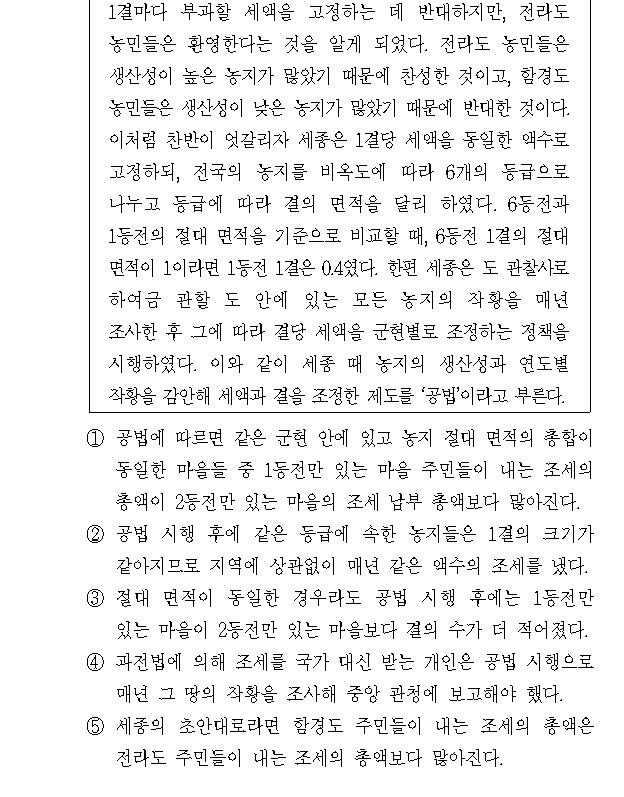 1결마다 부과할 세액을 고정하는 데 반대하지만, 전라도
농민들은 환영한다는 것을 알게 되었다. 전라도 농민들은
생산성이 높은 농지가 많았기 때문에 찬성한 것이고, 함경도
농민들은 생산성이 낮은 농지가 많았기 때문에 반대한 것이다.
이처럼 찬반이 엇갈리자 세종은 1결당 세액을 동일한 액수로
고정하되, 전국의 농지를 비옥도에 따라 6개의 등급으로
나누고 등급에 따라 결의 면적을 달리 하였다. 6등전과
1등전의 절대 면적을 기준으로 비교할 때, 6등전 1결의 절대
면적이 1이라면 1등전 1결은 0.4였다. 한편 세종은 도 관찰사로
하여금 관할 도 안에 있는 모든 농지의 작황을 매년
조사한 후 그에 따라 결당 세액을 군현별로 조정하는 정책을
시행하였다. 이와 같이 세종 때 농지의 생산성과 연도별
작황을 감안해 세액과 결을 조정한 제도를 ‘공법’이라고 부른다.
① 공법에 따르면 같은 군현 안에 있고 농지 절대 면적의 총합이
동일한 마을들 중 1등전만 있는 마을 주민들이 내는 조세의
총액이 2등전만 있는 마을의 조세 납부 총액보다 많아진다.
② 공법 시행 후에 같은 등급에 속한 농지들은 1결의 크기가
같아지므로 지역에 상관없이 매년 같은 액수의 조세를 냈다.
③ 절대 면적이 동일한 경우라도 공법 시행 후에는 1등전만
있는 마을이 2등전만 있는 마을보다 결의 수가 더 적어졌다.
④ 과전법에 의해 조세를 국가 대신 받는 개인은 공법 시행으로
매년 그 땅의 작황을 조사해 중앙 관청에 보고해야 했다.
⑤ 세종의 초안대로라면 함경도 주민들이 내는 조세의 총액은
전라도 주민들이 내는 조세의 총액보다 많아진다.